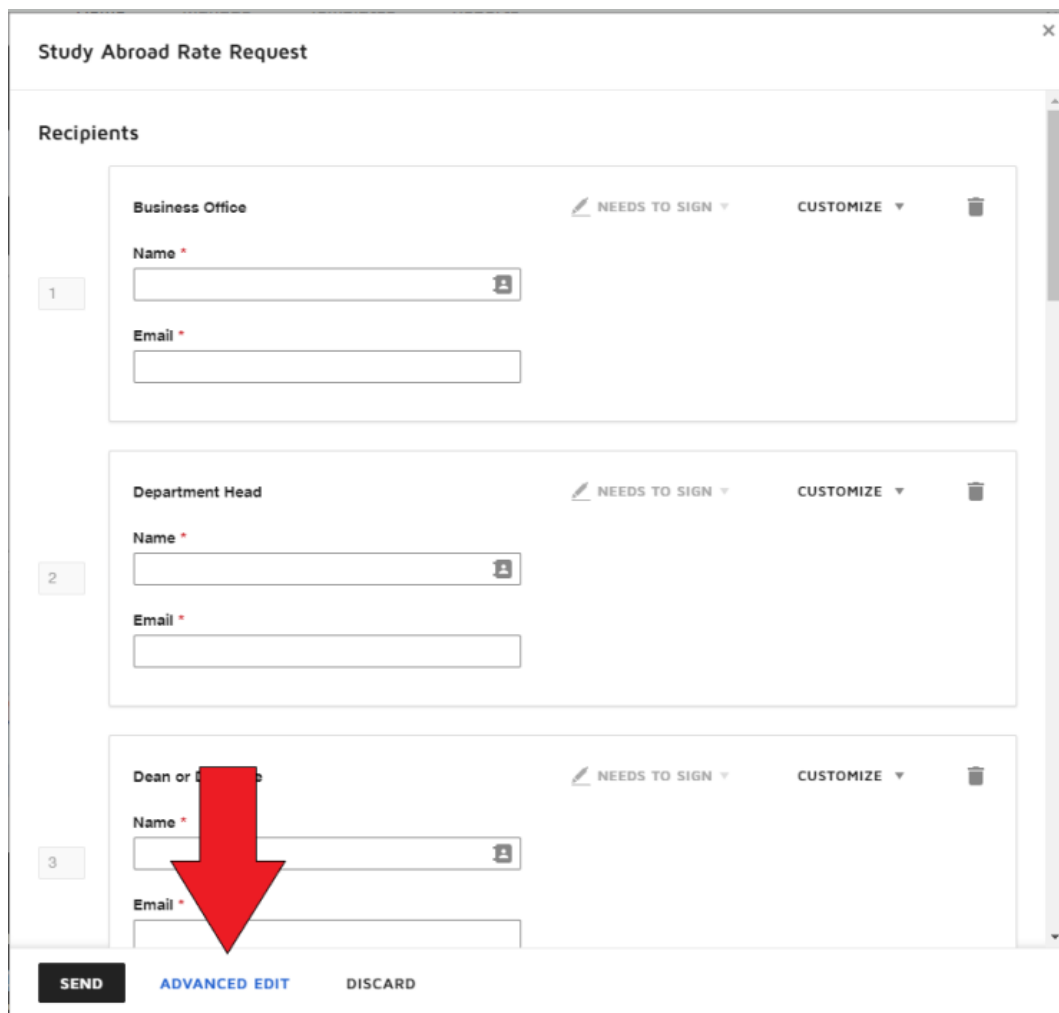 Study Abroad Rate Request
Recipients
Business Office NEEDS TO SIGN CUSTOMIZE
Name *
1
Email *
Department Head NEEDS TO SIGN CUSTOMIZE
Name *
2
Email *
Dean or NEEDS TO SIGN CUSTOMIZE
Name *
3
Email *
SEND ADVANCED EDIT DISCARD